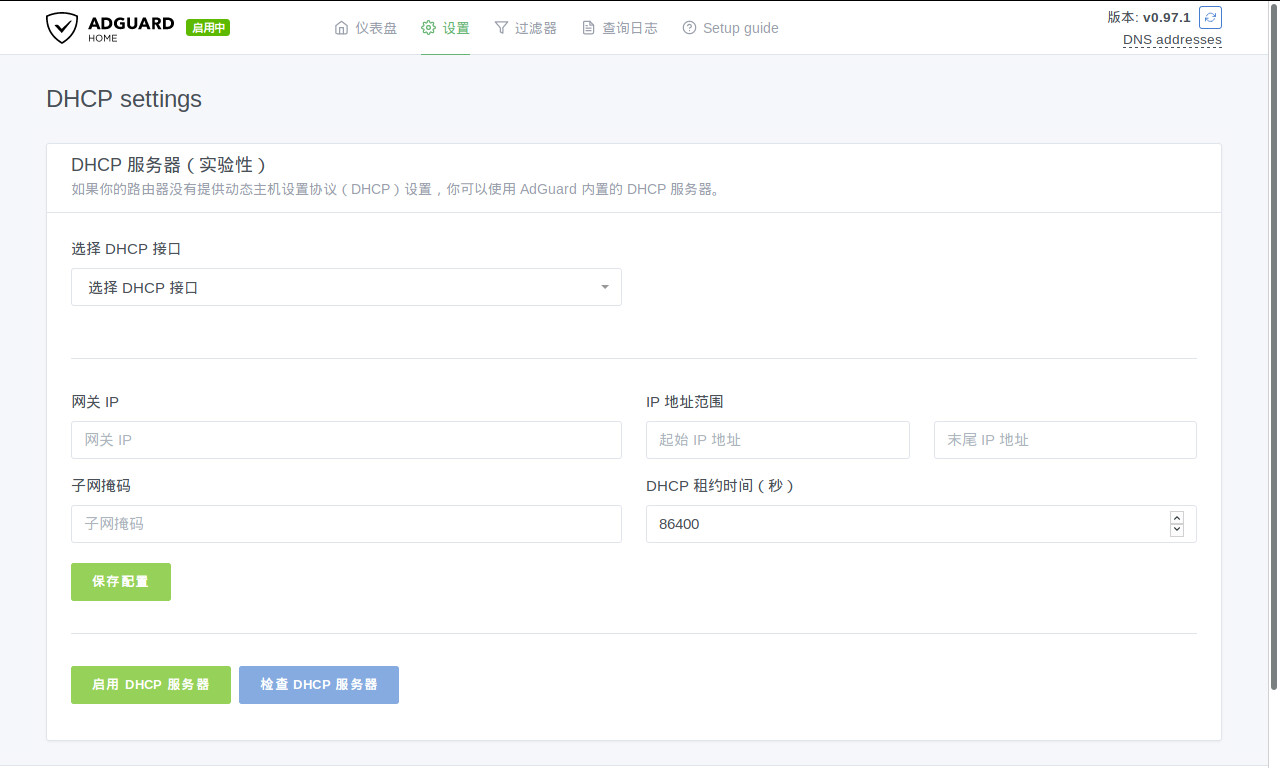 ADGUARD
HOME
启用中
仪表盘
设置
过滤器
查询日志
Setup guide
版本: v0.97.1
DNS addresses
DHCP settings
DHCP 服务器（实验性）
如果你的路由器没有提供动态主机设置协议（DHCP）设置，你可以使用 AdGuard 内置的 DHCP 服务器。
选择 DHCP 接口
选择 DHCP 接口
网关 IP
IP 地址范围
网关 IP
起始 IP 地址
末尾 IP 地址
子网掩码
DHCP 租约时间（秒）
子网掩码
86400
保存配置
启用 DHCP 服务器
检查 DHCP 服务器